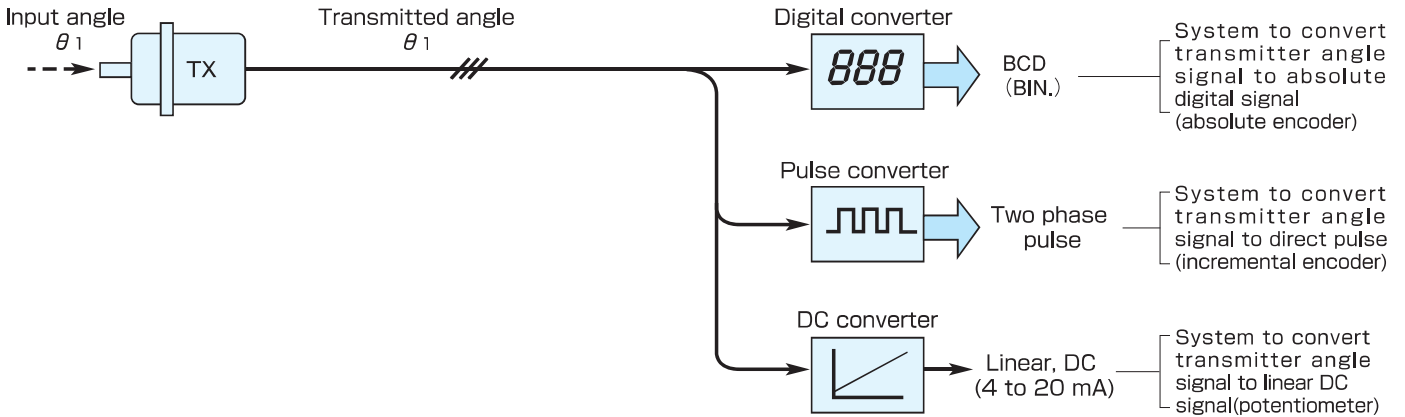 Input angle
θ1
TX
Transmitted angle
θ1
Digital converter
888
BCD
(BIN.)
System to convert
transmitter angle
signal to absolute
digital signal
(absolute encoder)
Pulse converter
Two phase
pulse
System to convert
transmitter angle
signal to direct pulse
(incremental encoder)
DC converter
Linear, DC
(4 to 20 mA)
System to convert
transmitter angle
signal to linear DC
signal(potentiometer)